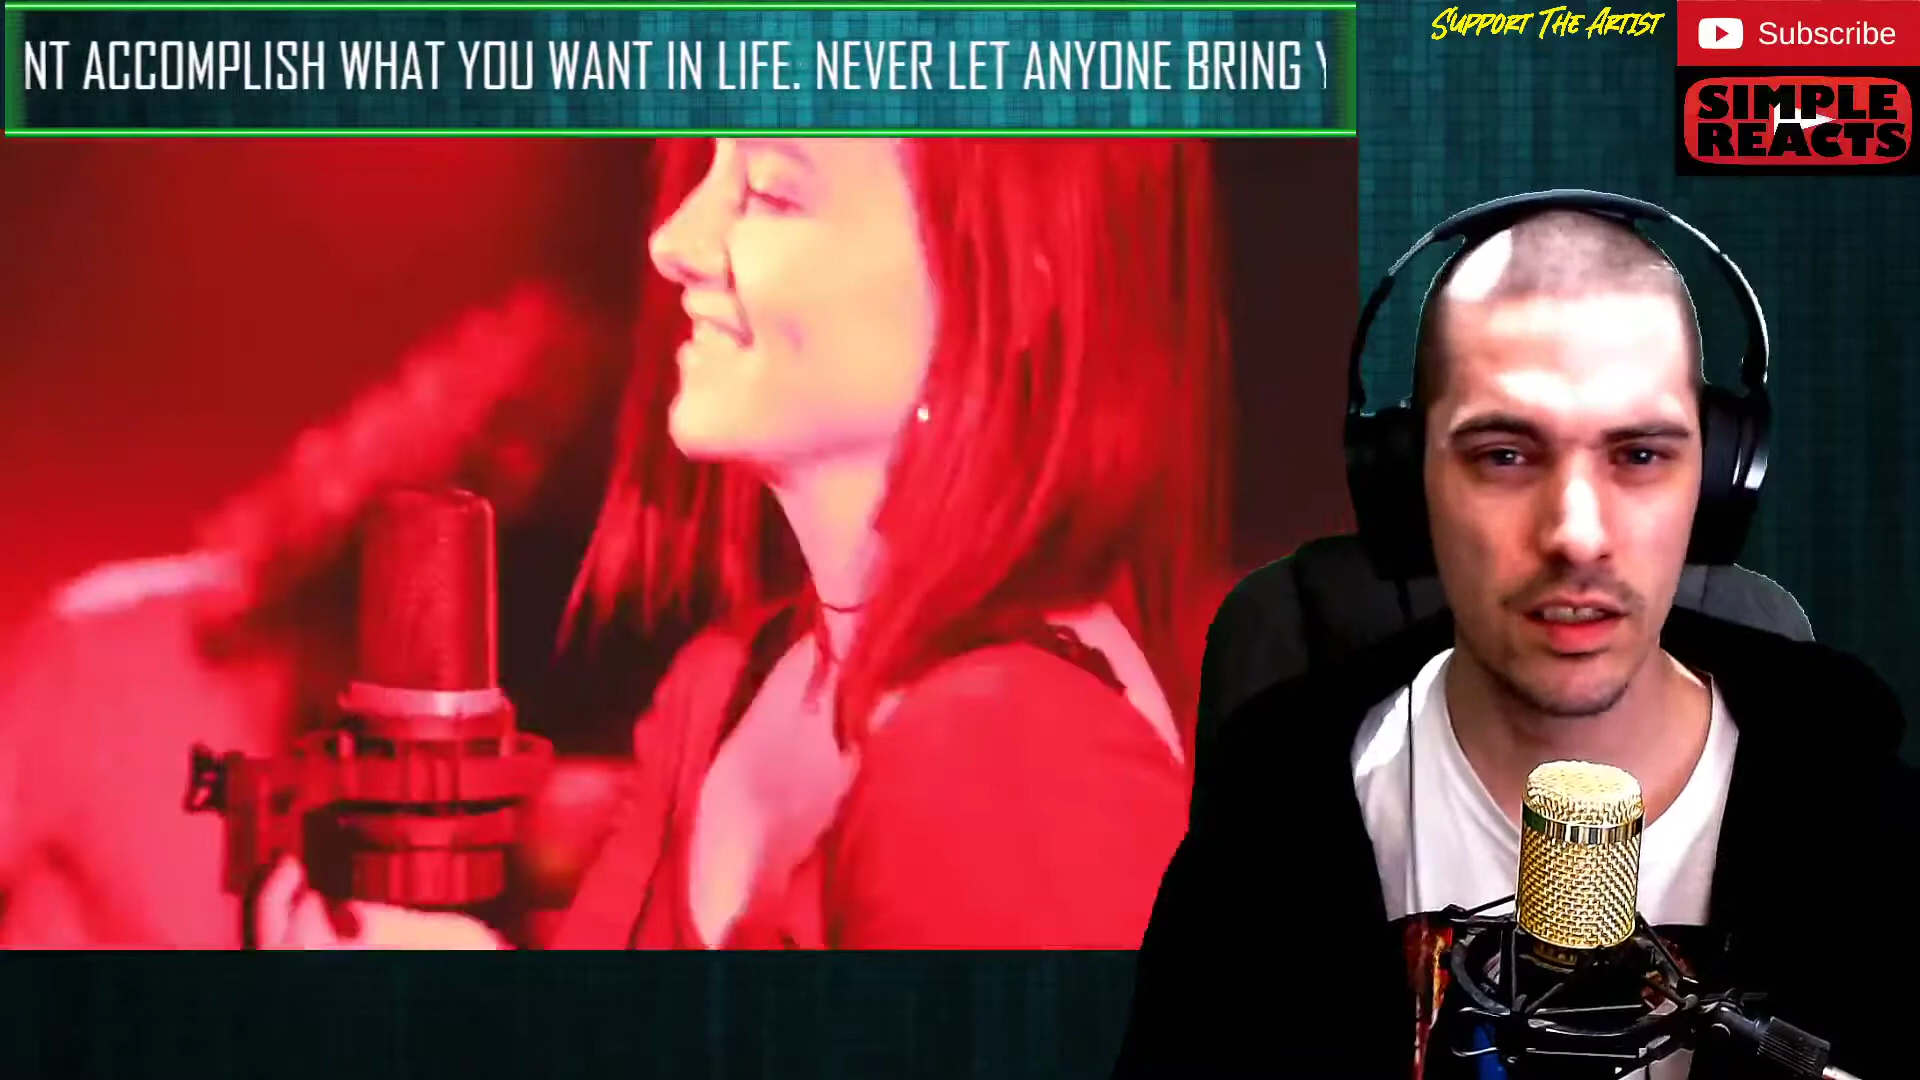 NT ACCOMPLISH WHAT YOU WANT IN LIFE. NEVER LET ANYONE BRING
Support The Artist
Subscribe
SIMPLE
REACTS